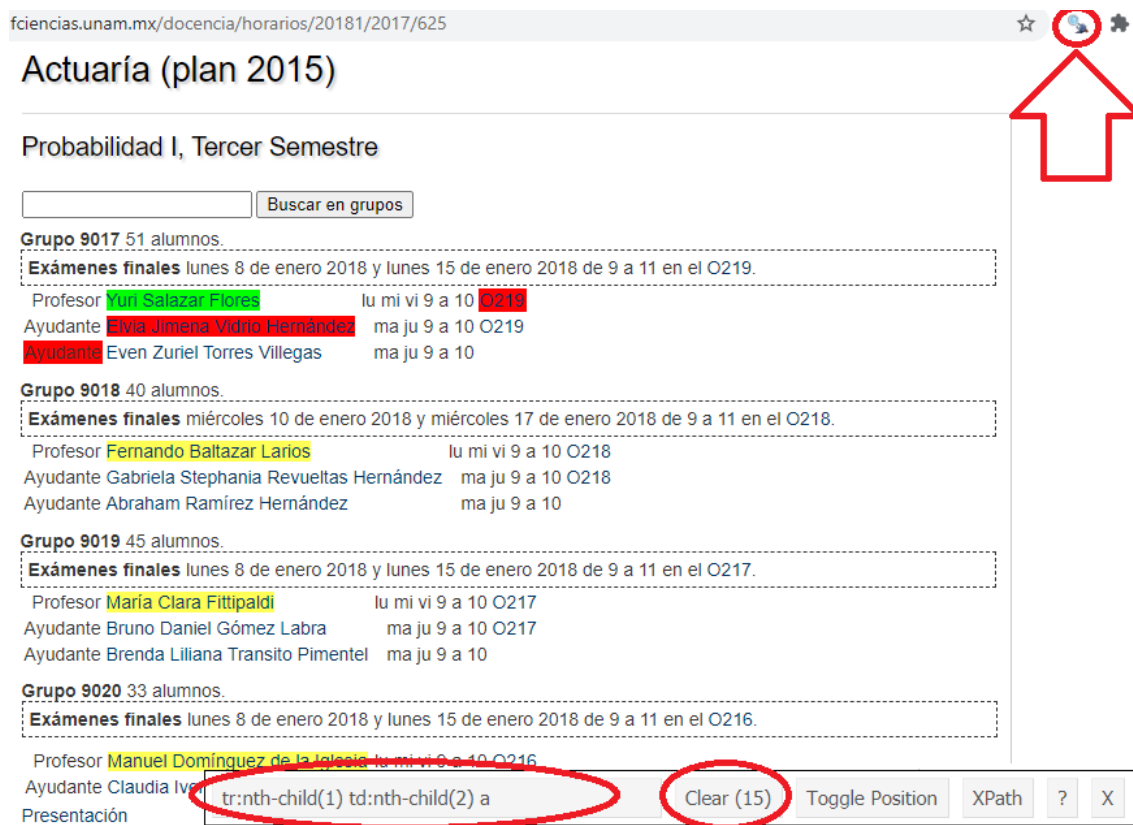 fciencias.unam.mx/docencia/horarios/20181/2017/625
Actuaría (plan 2015)
Probabilidad I, Tercer Semestre
Buscar en grupos
Grupo 9017 51 alumnos.
Exámenes finales lunes 8 de enero 2018 y lunes 15 de enero 2018 de 9 a 11 en el O219.
Profesor Yuri Salazar Flores lu mi vi 9 a 10 O219
Ayudante Elvia Jimena Vidrio Hernández ma ju 9 a 10 O219
Ayudante Even Zuriel Torres Villegas ma ju 9 a 10
Grupo 9018 40 alumnos.
Exámenes finales miércoles 10 de enero 2018 y miércoles 17 de enero 2018 de 9 a 11 en el O218.
Profesor Fernando Baltazar Larios lu mi vi 9 a 10 O218
Ayudante Gabriela Stephania Revueltas Hernández ma ju 9 a 10 O218
Ayudante Abraham Ramírez Hernández ma ju 9 a 10
Grupo 9019 45 alumnos.
Exámenes finales lunes 8 de enero 2018 y lunes 15 de enero 2018 de 9 a 11 en el O217.
Profesor María Clara Fittipaldi lu mi vi 9 a 10 O217
Ayudante Bruno Daniel Gómez Labra ma ju 9 a 10 O217
Ayudante Brenda Liliana Transito Pimentel ma ju 9 a 10
Grupo 9020 33 alumnos.
Exámenes finales lunes 8 de enero 2018 y lunes 15 de enero 2018 de 9 a 11 en el O216.
Profesor Manuel Domínguez de la Iglesia lu mi vi 9 a 10 O216
Ayudante Claudia
Presentación
tr:nth-child(1) td:nth-child(2) a Clear (15) Toggle Position XPath ? X